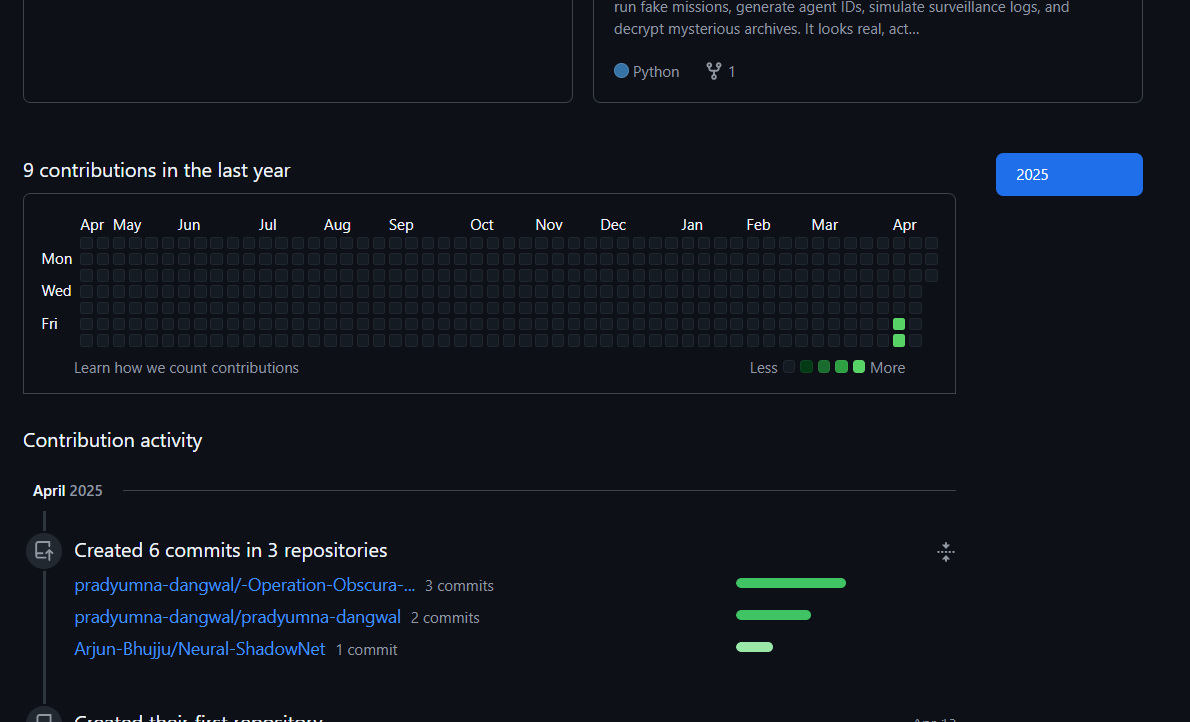 run fake missions, generate agent IDs, simulate surveillance logs, and
decrypt mysterious archives. It looks real, act...
Python 1
9 contributions in the last year
2025
Apr May Jun Jul Aug Sep Oct Nov Dec Jan Feb Mar Apr
Mon
Wed
Fri
Learn how we count contributions
Less More
Contribution activity
April 2025
Created 6 commits in 3 repositories
pradyumna-dangwal/-Operation-Obscura-... 3 commits
pradyumna-dangwal/pradyumna-dangwal 2 commits
Arjun-Bhujju/Neural-ShadowNet 1 commit
Created their first repository